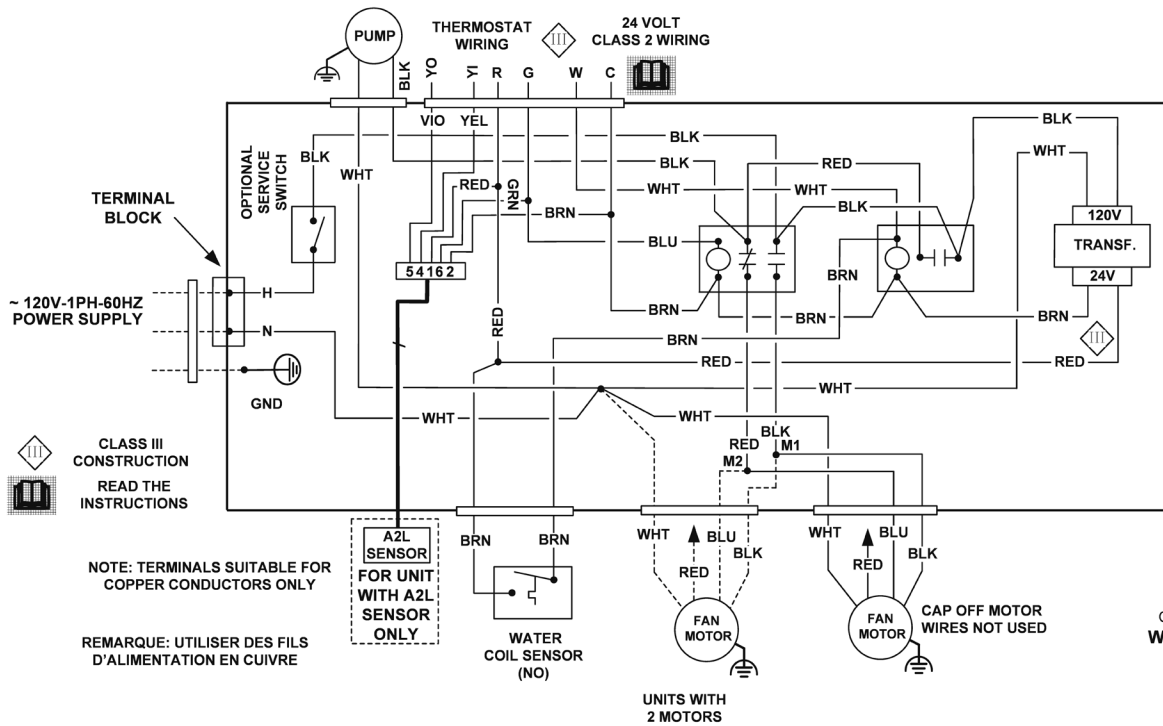 PUMP
THERMOSTAT
WIRING
III
24 VOLT
CLASS 2 WIRING
BLK
YO
YI
R
G
W
C
VIO
YEL
BLK
BLK
RED
WHT
OPTIONAL
SERVICE
SWITCH
BLK
WHT
BLK
RED
GRN
WHT
WHT
BRN
BLK
TERMINAL
BLOCK
BLU
120V
TRANSF.
24V
5 4 1 6 2
BRN
~ 120V-1PH-60HZ
POWER SUPPLY
H
N
GND
BRN
BRN
BRN
RED
BRN
III
RED
RED
WHT
WHT
WHT
III
CLASS III
CONSTRUCTION
READ THE
INSTRUCTIONS
RED
BLK
M1
M2
A2L
SENSOR
FOR UNIT
WITH A2L
SENSOR
ONLY
BRN
BRN
WHT
BLU
RED
BLK
WHT
BLU
RED
BLK
NOTE: TERMINALS SUITABLE FOR
COPPER CONDUCTORS ONLY
REMARQUE: UTILISER DES FILS
D'ALIMENTATION EN CUIVRE
WATER
COIL SENSOR
(NO)
FAN
MOTOR
FAN
MOTOR
CAP OFF MOTOR
WIRES NOT USED
UNITS WITH
2 MOTORS
W